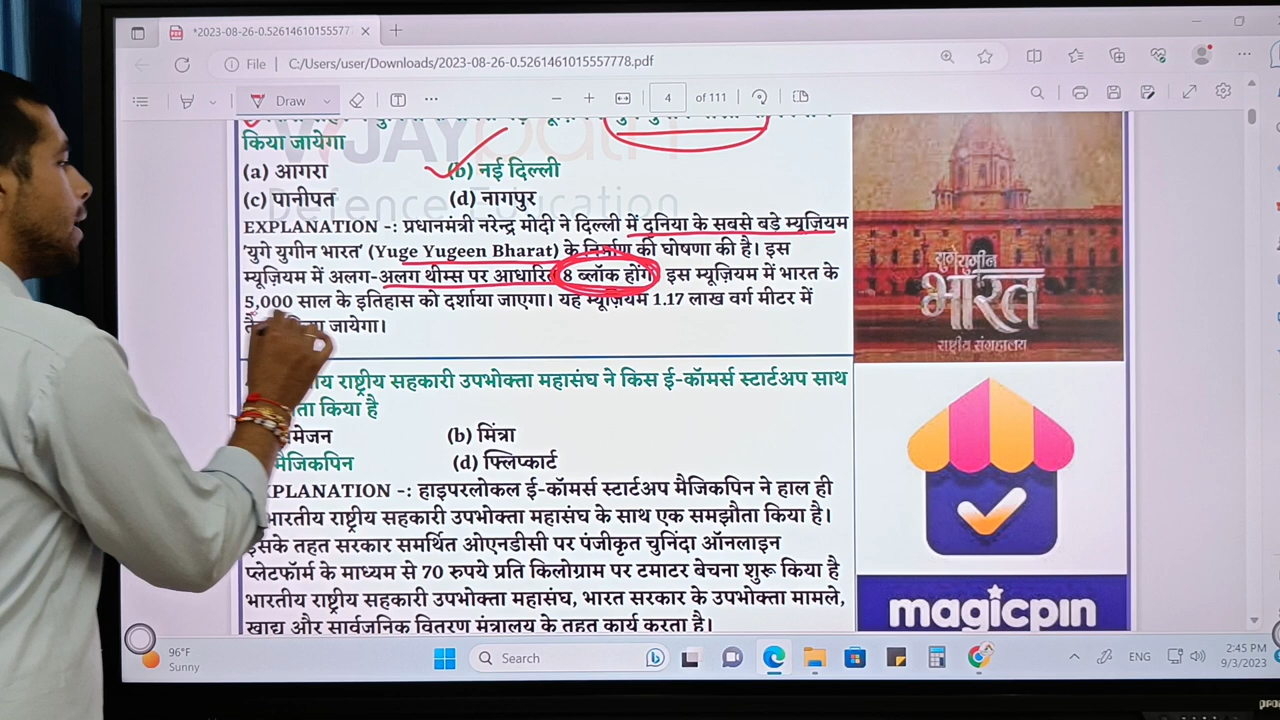 *2023-08-26-0.52614610155577
File
C:/Users/user/Downloads/2023-08-26-0.5261461015557778.pdf
Draw
4 of 111
VIJAYpath
Defence Education
किया जायेगा
(a) आगरा (b) नई दिल्ली
(c) पानीपत (d) नागपुर
EXPLANATION -: प्रधानमंत्री नरेन्द्र मोदी ने दिल्ली में दुनिया के सबसे बडे म्यूज़ियम
'युगे युगीन भारत' (Yuge Yugeen Bharat) के निर्माण की घोषणा की है। इस
म्यूज़ियम में अलग-अलग थीम्स पर आधारित 8 ब्लॉक होंगे इस म्यूज़ियम में भारत के
5,000 साल के इतिहास को दर्शाया जाएगा। यह म्यूज़ियम 1.17 लाख वर्ग मीटर में
जायेगा।
युगे युगीन
भारत
राष्ट्रीय संग्रहालय
राष्ट्रीय सहकारी उपभोक्ता महासंघ ने किस ई-कॉमर्स स्टार्टअप साथ
किया है
(b) मिंत्रा
मैजिकपिन (d) फ्लिप्कार्ट
EXPLANATION -: हाइपरलोकल ई-कॉमर्स स्टार्टअप मैजिकपिन ने हाल ही
भारतीय राष्ट्रीय सहकारी उपभोक्ता महासंघ के साथ एक समझौता किया है।
इसके तहत सरकार समर्थित ओएनडीसी पर पंजीकृत चुनिंदा ऑनलाइन
प्लेटफॉर्म के माध्यम से 70 रुपये प्रति किलोग्राम पर टमाटर बेचना शुरू किया है
भारतीय राष्ट्रीय सहकारी उपभोक्ता महासंघ, भारत सरकार के उपभोक्ता मामले,
खाद्य और सार्वजनिक वितरण मंत्रालय के तहत कार्य करता है।
magicpin
96°F
Sunny
Search
ENG
2:45 PM
9/3/2023